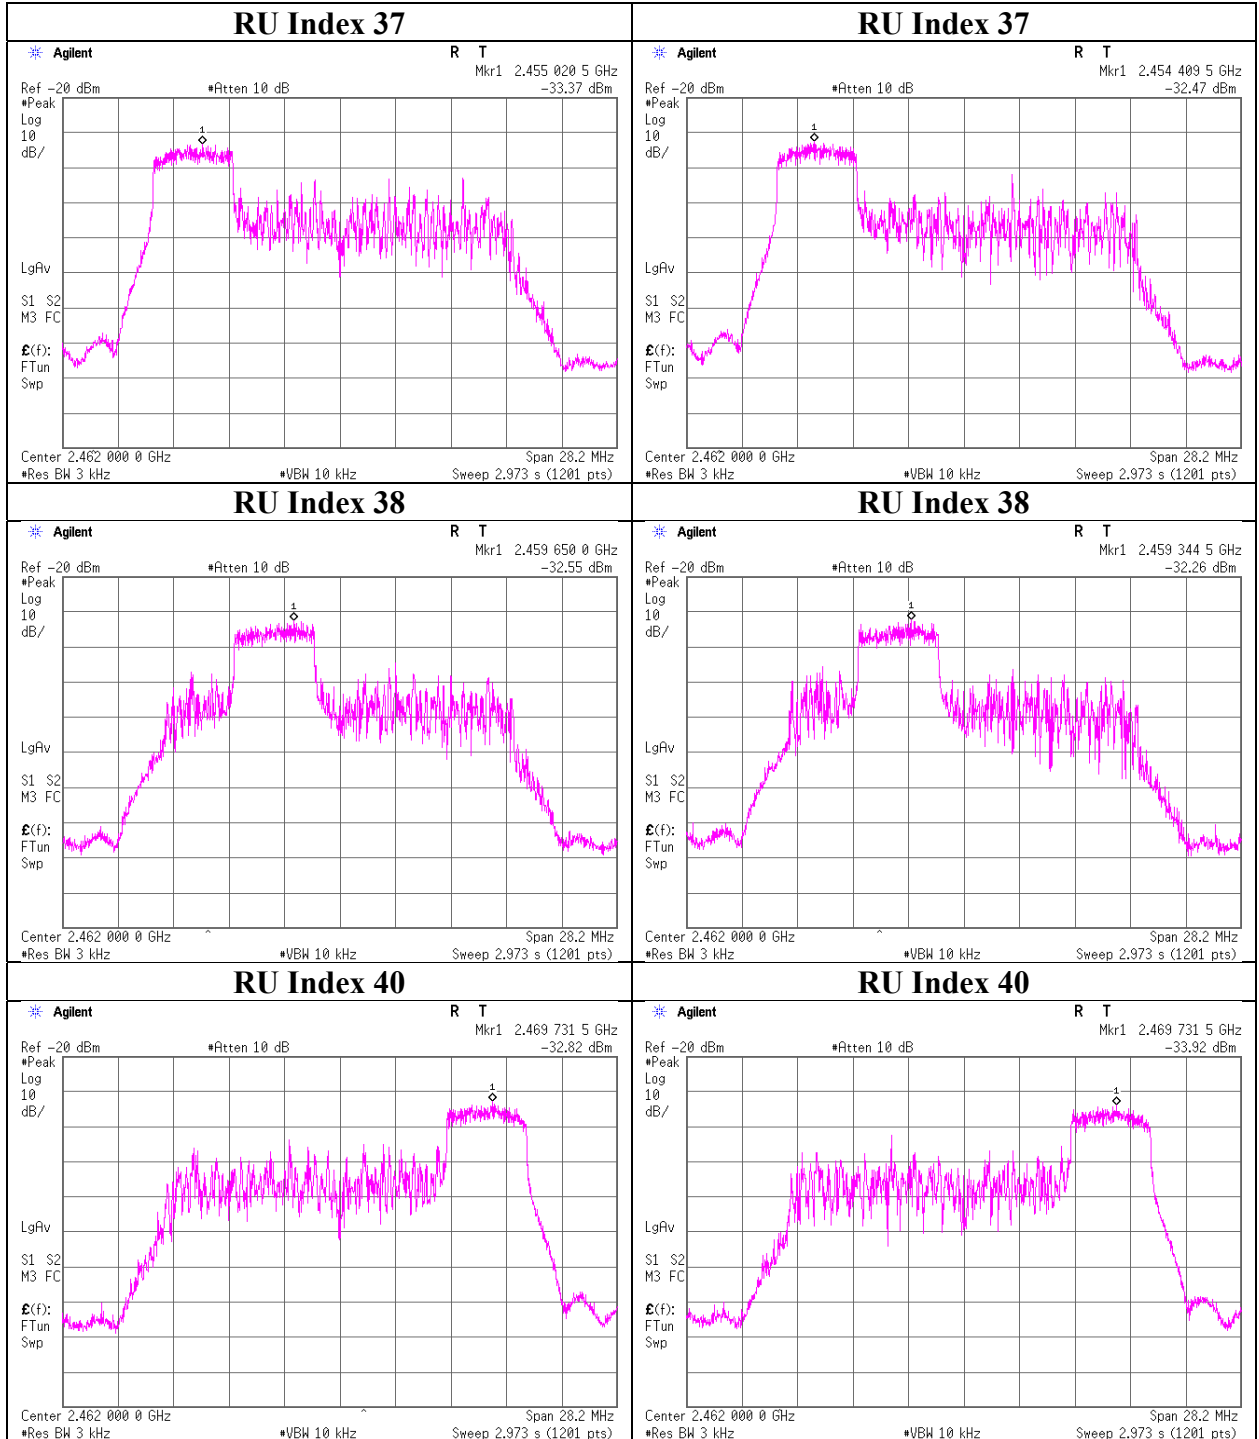 RU Index 37
RU Index 37
Agilent
R T
Mkr1 2.455 020 5 GHz
Ref -20 dBm
#Atten 10 dB
-33.37 dBm
#Peak
Log
10
dB/
1
LgAv
S1 S2
M3 FC
£(f):
FTun
Swp
Center 2.462 000 0 GHz
Span 28.2 MHz
#Res BW 3 kHz
#VBW 10 kHz
Sweep 2.973 s (1201 pts)
Agilent
R T
Mkr1 2.454 409 5 GHz
Ref -20 dBm
#Atten 10 dB
-32.47 dBm
#Peak
Log
10
dB/
1
LgAv
S1 S2
M3 FC
£(f):
FTun
Swp
Center 2.462 000 0 GHz
Span 28.2 MHz
#Res BW 3 kHz
#VBW 10 kHz
Sweep 2.973 s (1201 pts)
RU Index 38
RU Index 38
Agilent
R T
Mkr1 2.459 650 0 GHz
Ref -20 dBm
#Atten 10 dB
-32.55 dBm
#Peak
Log
10
dB/
1
LgAv
S1 S2
M3 FC
£(f):
FTun
Swp
Center 2.462 000 0 GHz
^
Span 28.2 MHz
#Res BW 3 kHz
#VBW 10 kHz
Sweep 2.973 s (1201 pts)
Agilent
R T
Mkr1 2.459 344 5 GHz
Ref -20 dBm
#Atten 10 dB
-32.26 dBm
#Peak
Log
10
dB/
1
LgAv
S1 S2
M3 FC
£(f):
FTun
Swp
Center 2.462 000 0 GHz
^
Span 28.2 MHz
#Res BW 3 kHz
#VBW 10 kHz
Sweep 2.973 s (1201 pts)
RU Index 40
RU Index 40
Agilent
R T
Mkr1 2.469 731 5 GHz
Ref -20 dBm
#Atten 10 dB
-32.82 dBm
#Peak
Log
10
dB/
1
LgAv
S1 S2
M3 FC
£(f):
FTun
Swp
Center 2.462 000 0 GHz
^
Span 28.2 MHz
#Res BW 3 kHz
#VBW 10 kHz
Sweep 2.973 s (1201 pts)
Agilent
R T
Mkr1 2.469 731 5 GHz
Ref -20 dBm
#Atten 10 dB
-33.92 dBm
#Peak
Log
10
dB/
1
LgAv
S1 S2
M3 FC
£(f):
FTun
Swp
Center 2.462 000 0 GHz
Span 28.2 MHz
#Res BW 3 kHz
#VBW 10 kHz
Sweep 2.973 s (1201 pts)